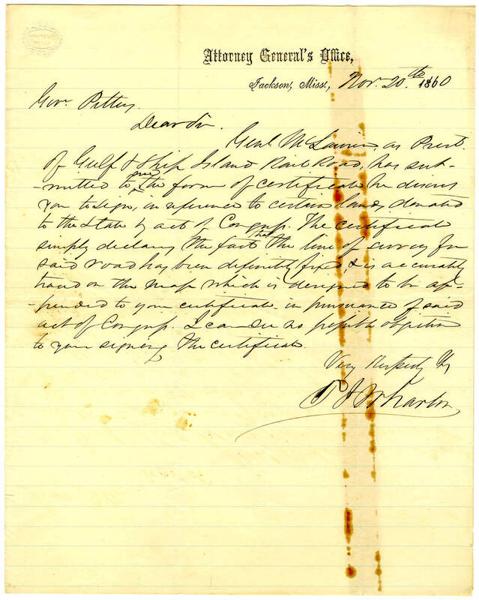 Attorney General's Office,
Jackson, Miss., Nov. 20th 1860
Gov. Pettus,
Dear Sir
Genl McLaurin, as Prest.
of Gulf & Ship Island Rail Road, has sub-
-mitted to me the form of certificate he desires
you to sign, in reference to certain lands donated
to the State by act of Congress. The certificate
simply declares the fact that the line of survey for
said road has been definitely fixed, & is accurately
traced on the map which is designed to be ap-
-pended to your certificate in pursuance of said
act of Congress. I can see no possible objection
to your signing the certificate
Very Respectfully
T J Wharton